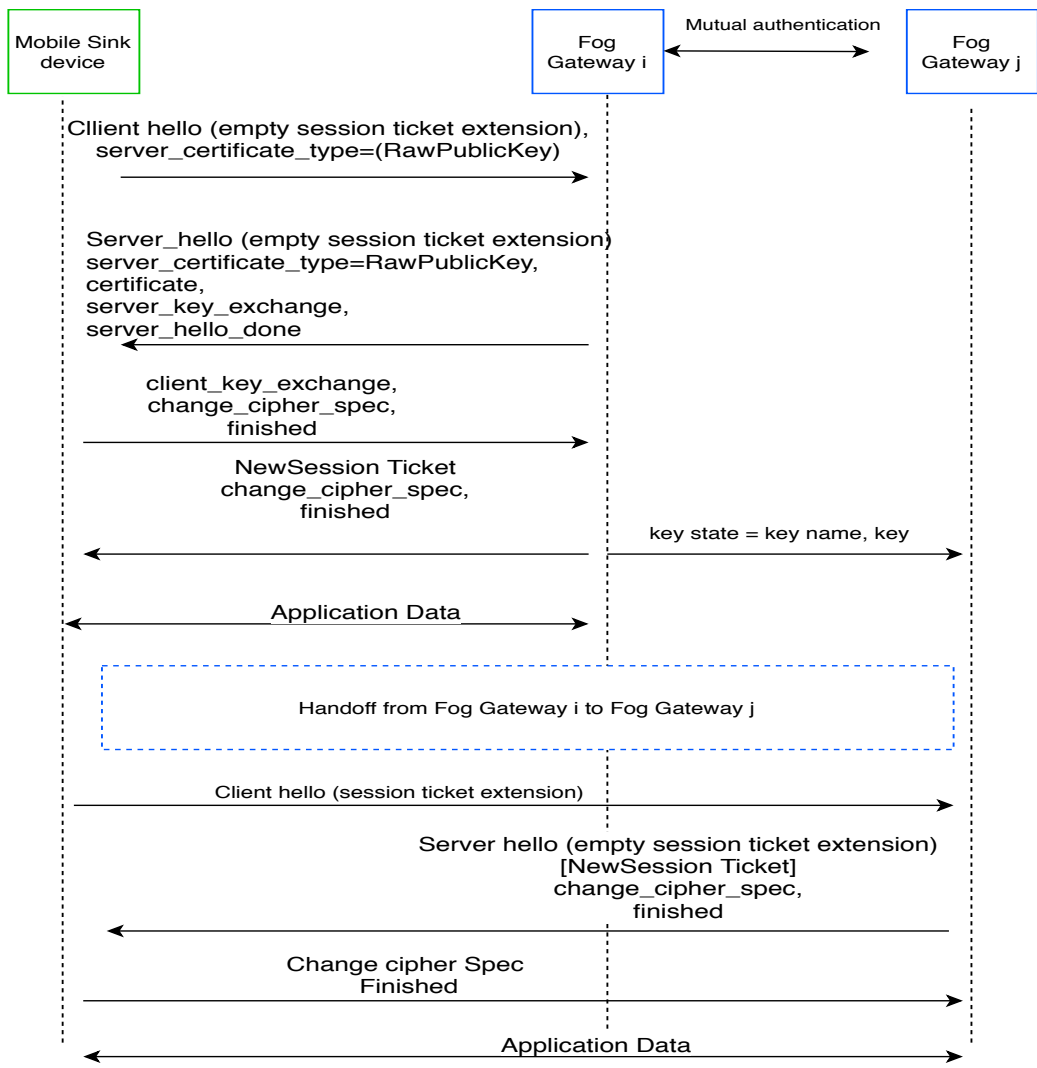 Mobile Sink
device
Fog
Gateway i
Mutual authentication
Fog
Gateway j
Cllient hello (empty session ticket extension),
server_certificate_type=(RawPublicKey)
Server_hello (empty session ticket extension)
server_certificate_type=RawPublicKey,
certificate,
server_key_exchange,
server_hello_done
client_key_exchange,
change_cipher_spec,
finished
NewSession Ticket
change_cipher_spec,
finished
key state = key name, key
Application Data
Handoff from Fog Gateway i to Fog Gateway j
Client hello (session ticket extension)
Server hello (empty session ticket extension)
[NewSession Ticket]
change_cipher_spec,
finished
Change cipher Spec
Finished
Application Data